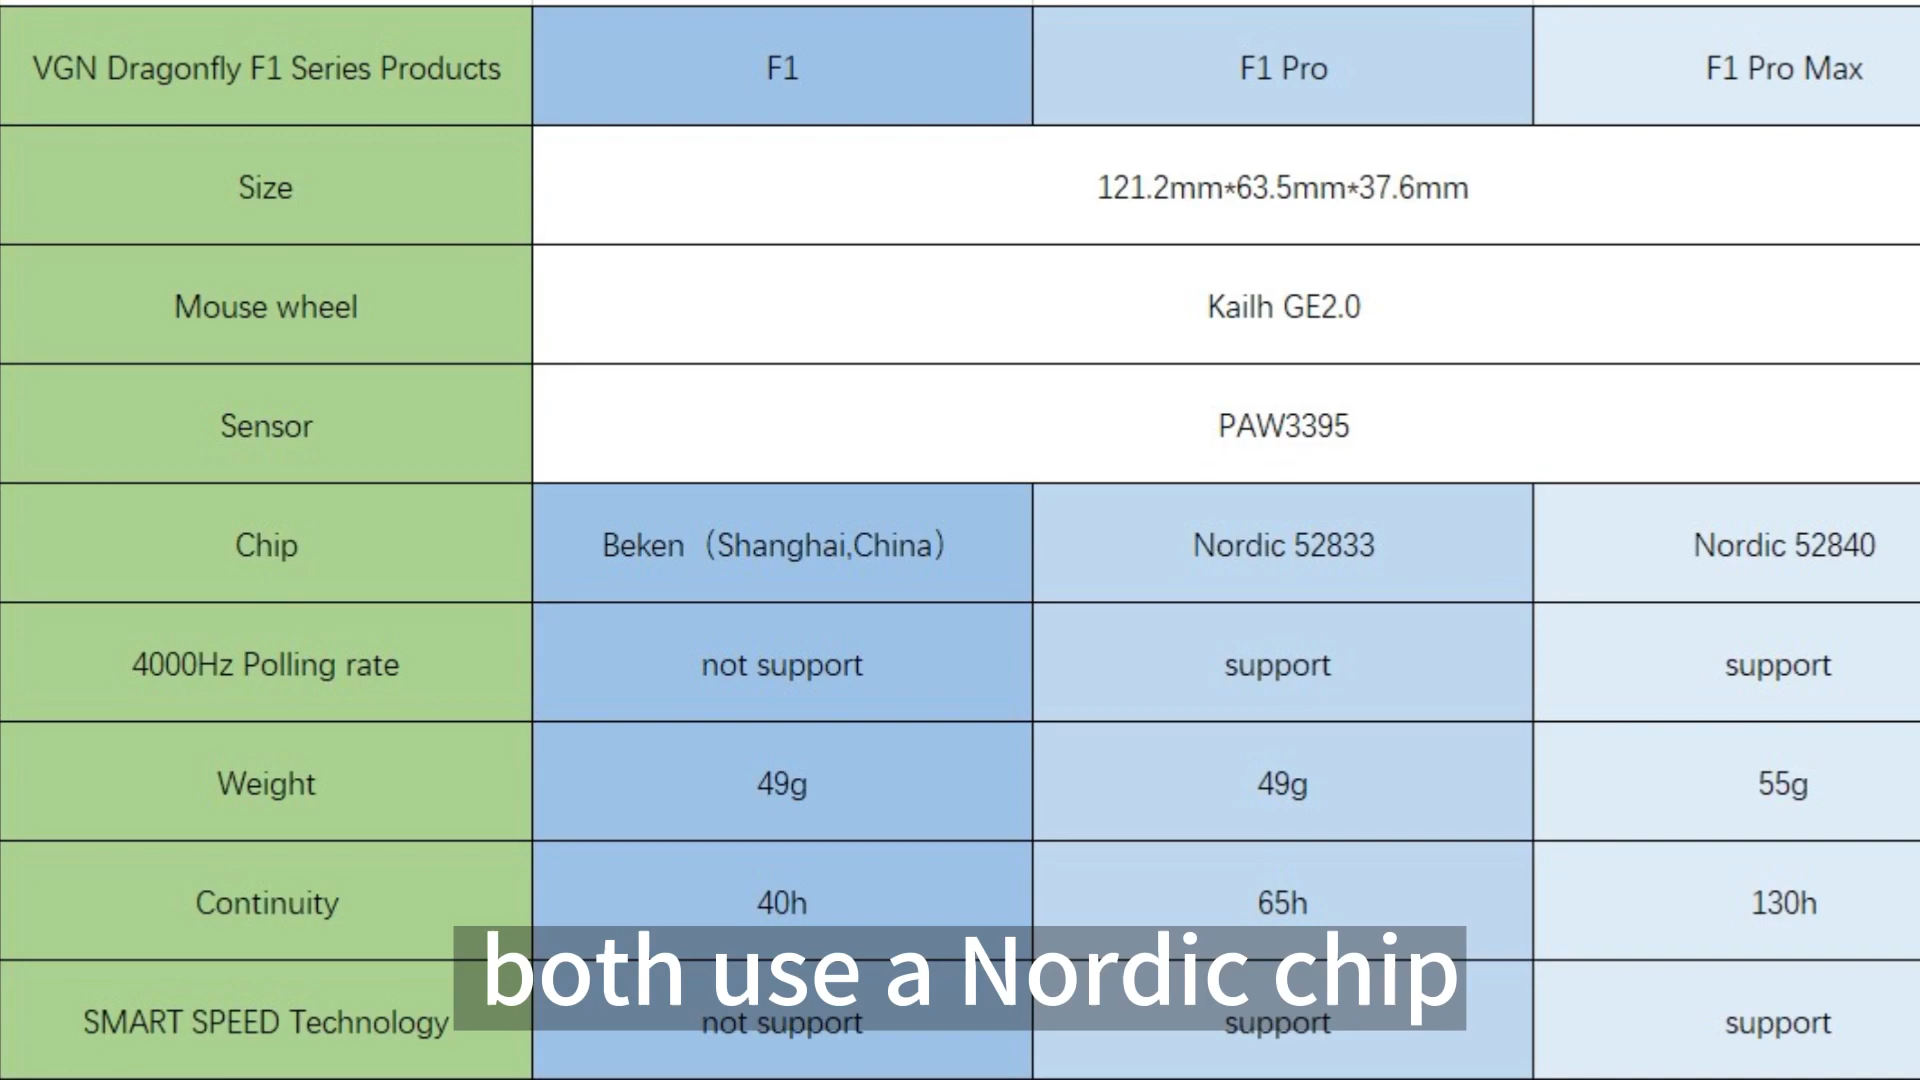 VGN Dragonfly F1 Series Products F1 F1 Pro F1 Pro Max
Size 121.2mm*63.5mm*37.6mm
Mouse wheel Kailh GE2.0
Sensor PAW3395
Chip Beken（Shanghai,China） Nordic 52833 Nordic 52840
4000Hz Polling rate not support support support
Weight 49g 49g 55g
Continuity 40h 65h 130h
both use a Nordic chip
SMART SPEED Technology not support support support